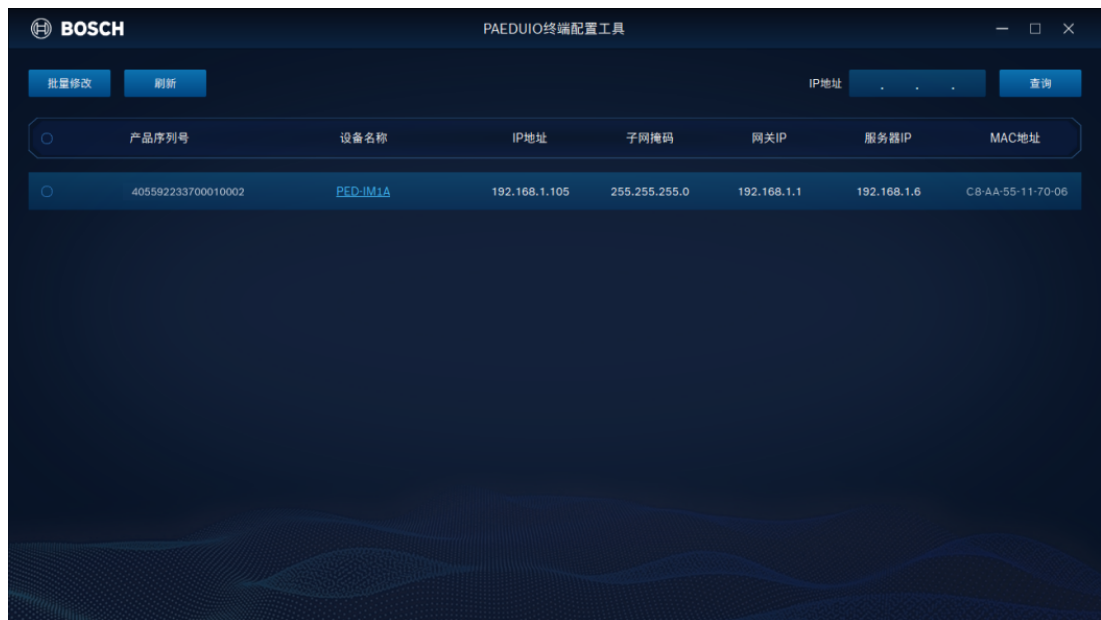 BOSCH
PAEDUIO终端配置工具
批量修改 刷新 IP地址 . . . 查询
产品序列号 设备名称 IP地址 子网掩码 网关IP 服务器IP MAC地址
405592233700010002 PED-IM1A 192.168.1.105 255.255.255.0 192.168.1.1 192.168.1.6 C8-AA-55-11-70-06